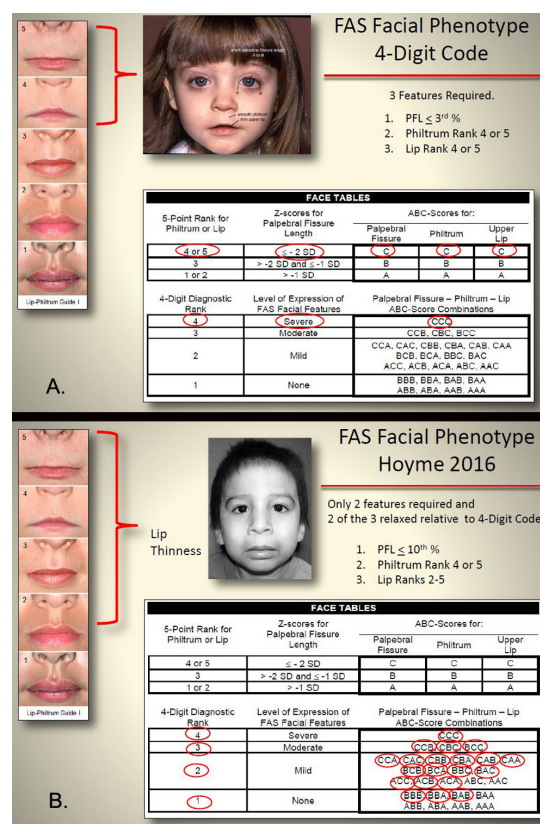 5
4
3
2
1
Lip-Philtrum Guide I
short palpebral fissure length
A to B
smooth philtrum
thin upper lip
FAS Facial Phenotype
4-Digit Code
3 Features Required.
1. PFL ≤ 3rd %
2. Philtrum Rank 4 or 5
3. Lip Rank 4 or 5
FACE TABLES
5-Point Rank for Philtrum or Lip Z-scores for Palpebral Fissure Length ABC-Scores for:
Palpebral Fissure Philtrum Upper Lip
4 or 5 ≤ - 2 SD C C C
3 > -2 SD and ≤ -1 SD B B B
1 or 2 > -1 SD A A A
4-Digit Diagnostic Rank Level of Expression of FAS Facial Features Palpebral Fissure – Philtrum – Lip ABC-Score Combinations
4 Severe CCC
3 Moderate CCB, CBC, BCC
2 Mild CCA, CAC, CBB, CBA, CAB, CAA
BCB, BCA, BBC, BAC
ACC, ACB, ACA, ABC, AAC
1 None BBB, BBA, BAB, BAA
ABB, ABA, AAB, AAA
A.
5
4
3
2
1
Lip-Philtrum Guide I
Lip
Thinness
FAS Facial Phenotype
Hoyme 2016
Only 2 features required and
2 of the 3 relaxed relative to 4-Digit Code
1. PFL ≤ 10th %
2. Philtrum Rank 4 or 5
3. Lip Ranks 2-5
FACE TABLES
5-Point Rank for Philtrum or Lip Z-scores for Palpebral Fissure Length ABC-Scores for:
Palpebral Fissure Philtrum Upper Lip
4 or 5 ≤ - 2 SD C C C
3 > -2 SD and ≤ -1 SD B B B
1 or 2 > -1 SD A A A
4-Digit Diagnostic Rank Level of Expression of FAS Facial Features Palpebral Fissure – Philtrum – Lip ABC-Score Combinations
4 Severe CCC
3 Moderate CCB, CBC, BCC
2 Mild CCA, CAC, CBB, CBA, CAB, CAA
BCB, BCA, BBC, BAC
ACC, ACB, ACA, ABC, AAC
1 None BBB, BBA, BAB, BAA
ABB, ABA, AAB, AAA
B.